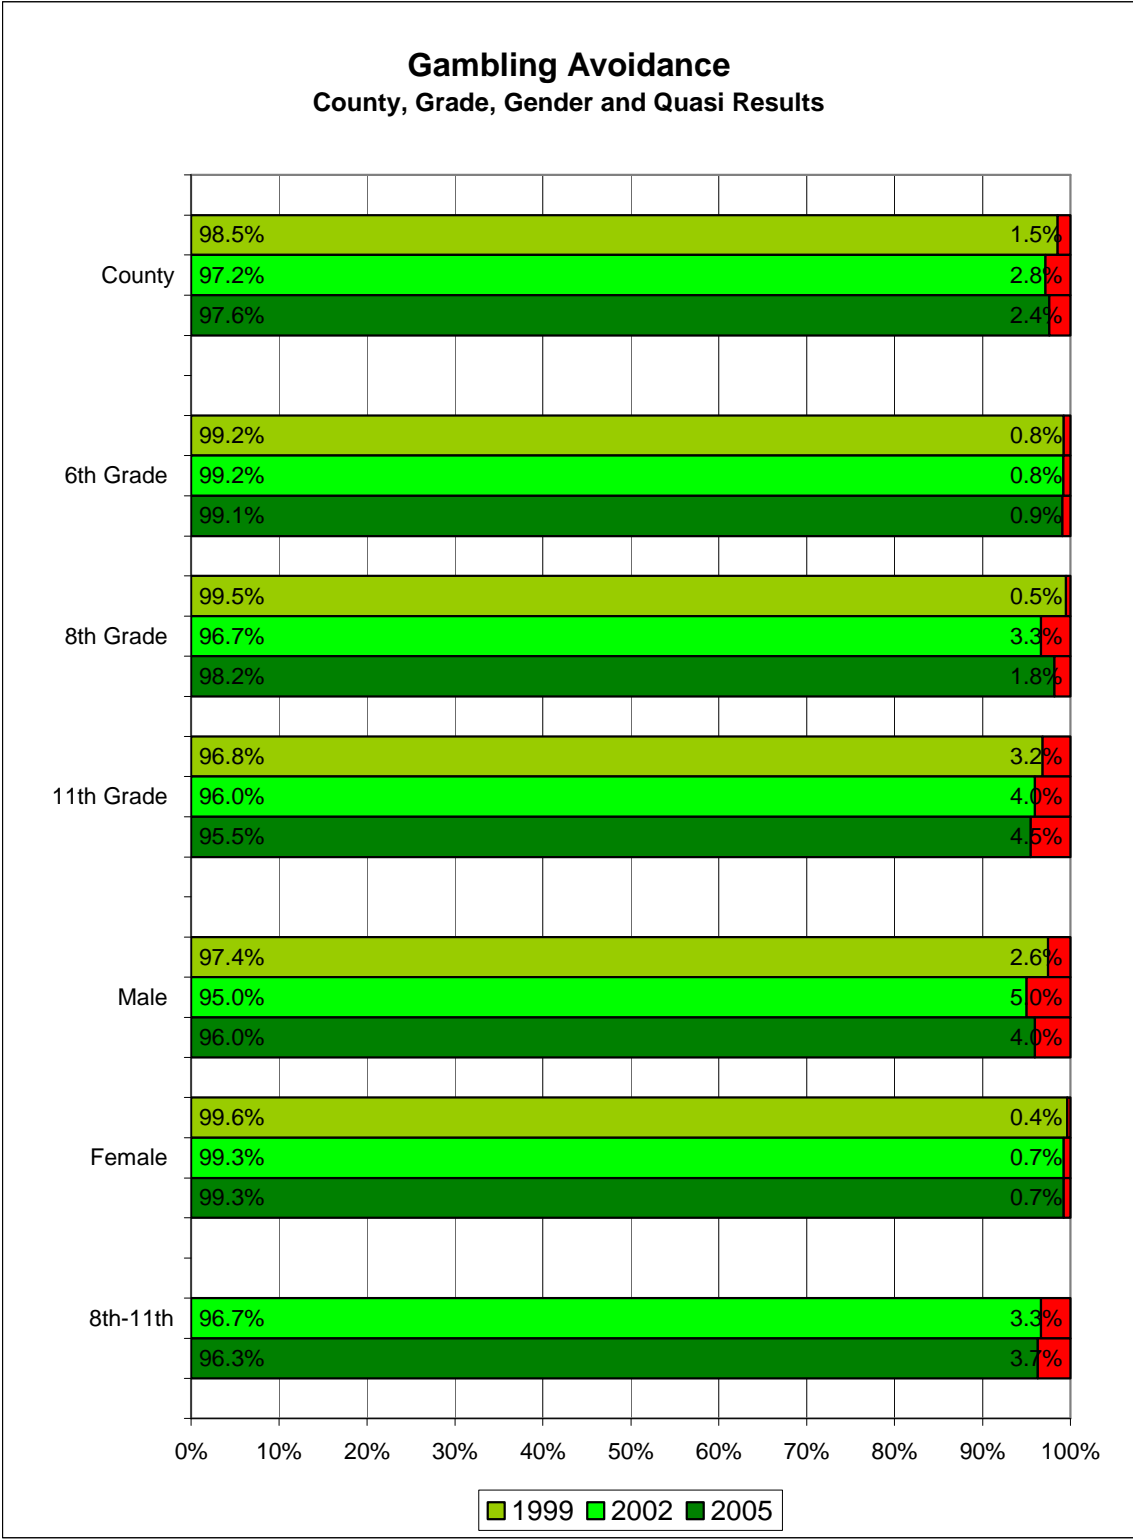 Gambling Avoidance
County, Grade, Gender and Quasi Results
98.5% 1.5%
County 97.2% 2.8%
97.6% 2.4%
99.2% 0.8%
6th Grade 99.2% 0.8%
99.1% 0.9%
99.5% 0.5%
8th Grade 96.7% 3.3%
98.2% 1.8%
96.8% 3.2%
11th Grade 96.0% 4.0%
95.5% 4.5%
97.4% 2.6%
Male 95.0% 5.0%
96.0% 4.0%
99.6% 0.4%
Female 99.3% 0.7%
99.3% 0.7%
8th-11th 96.7% 3.3%
96.3% 3.7%
0% 10% 20% 30% 40% 50% 60% 70% 80% 90% 100%
1999 2002 2005